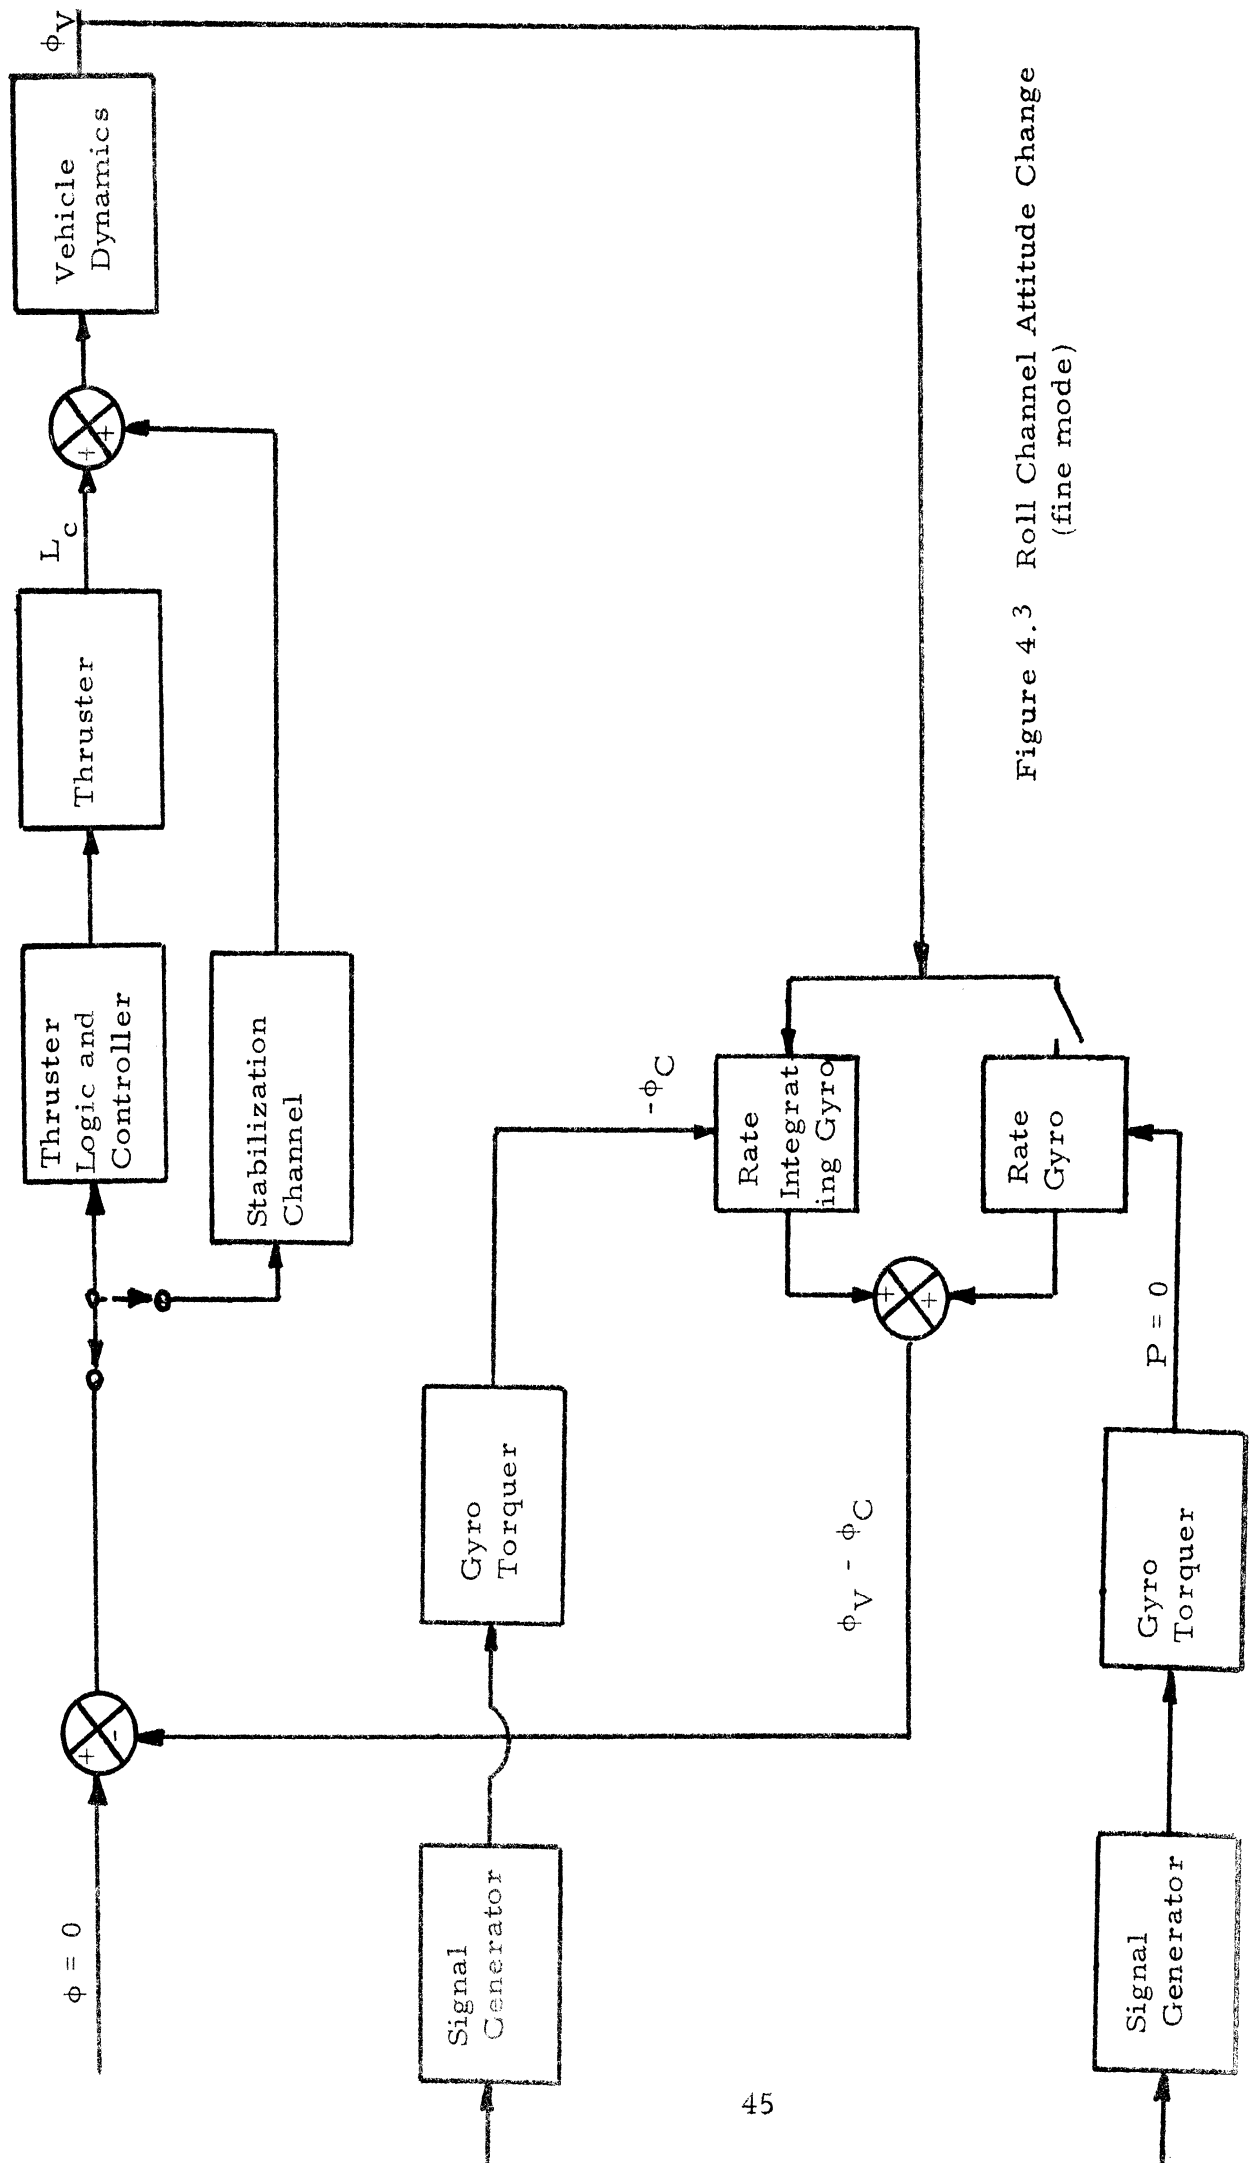 ϕ = 0
+
-
Thruster
Logic and
Controller
Thruster
L
c
+
+
Vehicle
Dynamics
ϕV
Stabilization
Channel
Signal
Generator
Gyro
Torquer
-ϕC
Rate
Integrat
ing Gyro
+
+
ϕV - ϕC
Rate
Gyro
P = 0
Signal
Generator
Gyro
Torquer
Figure 4.3 Roll Channel Attitude Change
(fine mode)
45